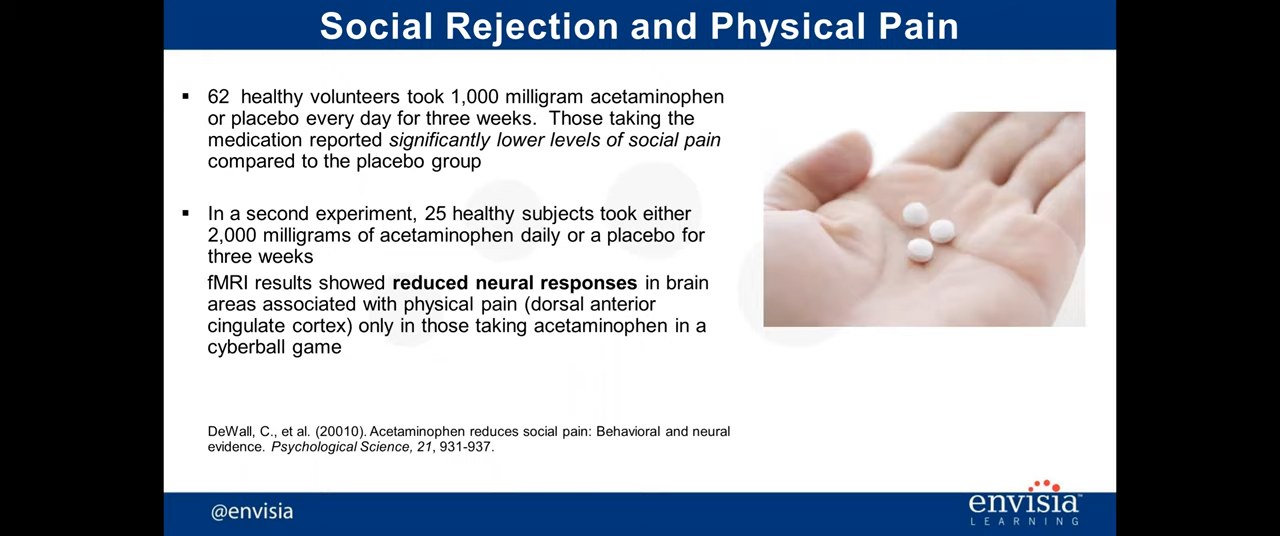 Social Rejection and Physical Pain
▪ 62 healthy volunteers took 1,000 milligram acetaminophen
or placebo every day for three weeks. Those taking the
medication reported significantly lower levels of social pain
compared to the placebo group
▪ In a second experiment, 25 healthy subjects took either
2,000 milligrams of acetaminophen daily or a placebo for
three weeks
fMRI results showed reduced neural responses in brain
areas associated with physical pain (dorsal anterior
cingulate cortex) only in those taking acetaminophen in a
cyberball game
DeWall, C., et al. (20010). Acetaminophen reduces social pain: Behavioral and neural
evidence. Psychological Science, 21, 931-937.
@envisia
envisia™
LEARNING